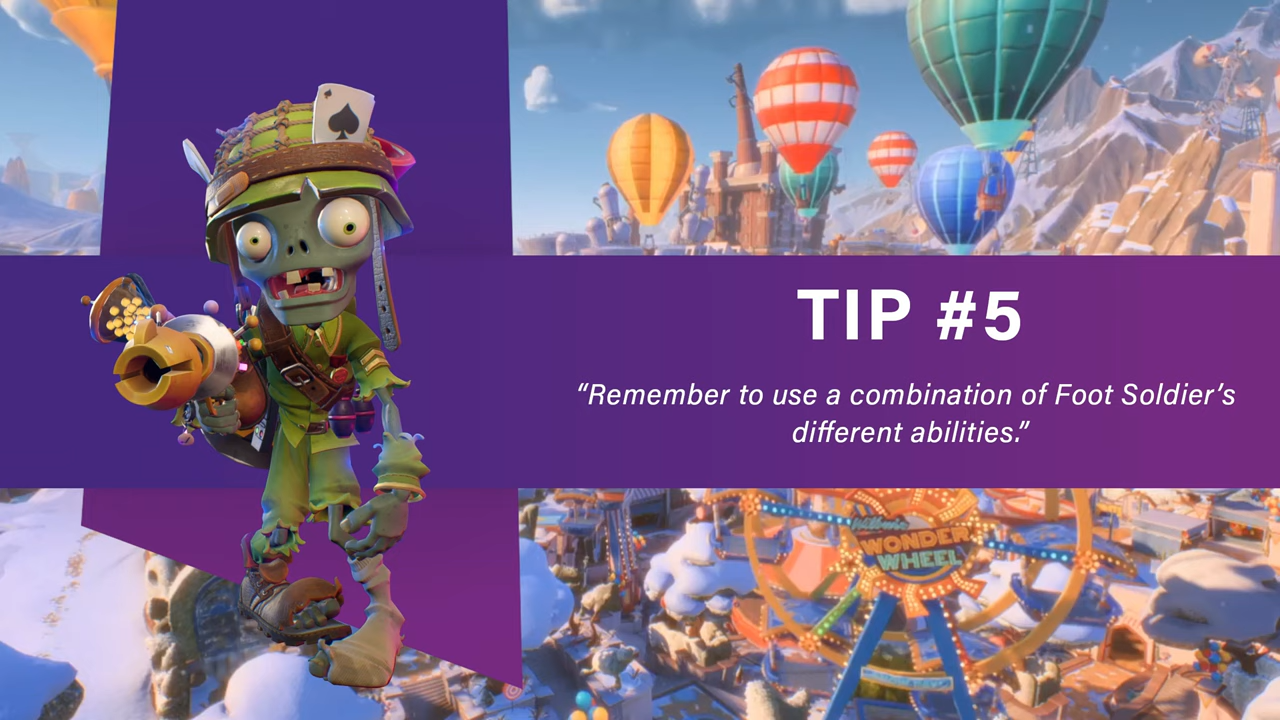 TIP #5
“Remember to use a combination of Foot Soldier’s
different abilities.”
WONDER
WHEEL